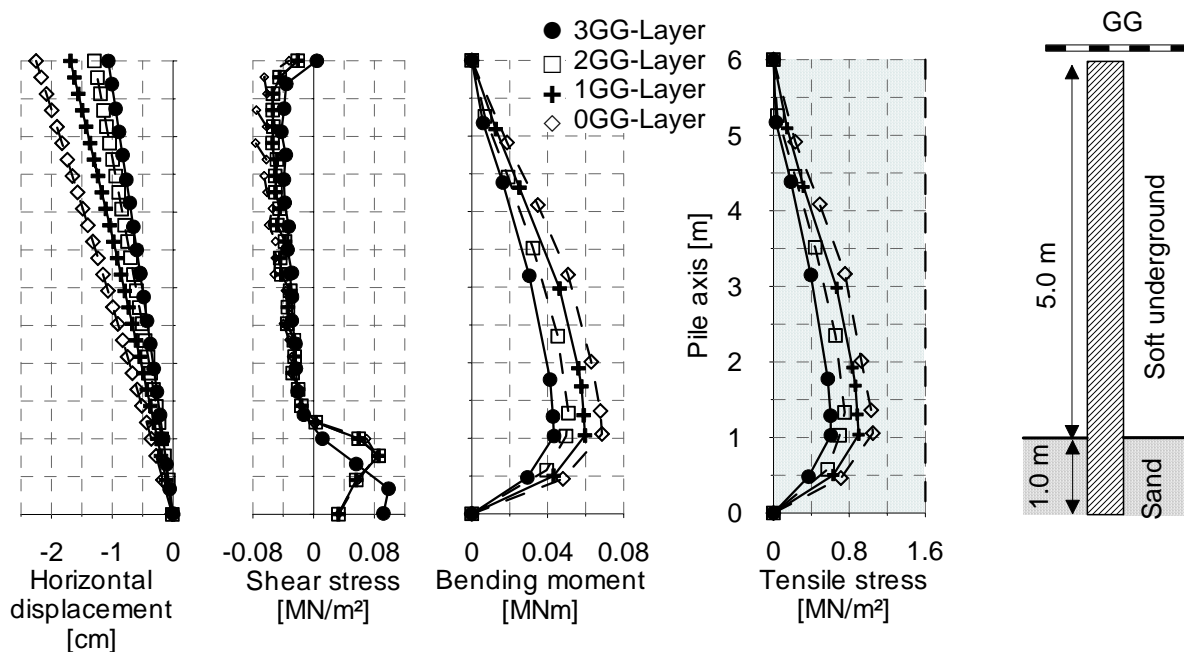 3GG-Layer
2GG-Layer
1GG-Layer
0GG-Layer
GG
6
5
4
3
2
1
0
Pile axis [m]
5.0 m
Soft underground
1.0 m
Sand
-2 -1 0
Horizontal
displacement
[cm]
-0.08 0 0.08
Shear stress
[MN/m²]
0 0.04 0.08
Bending moment
[MNm]
0 0.8 1.6
Tensile stress
[MN/m²]